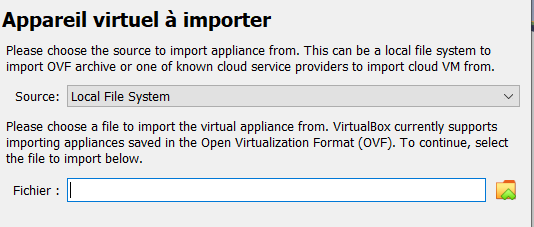 Appareil virtuel à importer
Please choose the source to import appliance from. This can be a local file system to
import OVF archive or one of known cloud service providers to import cloud VM from.
Source: Local File System
Please choose a file to import the virtual appliance from. VirtualBox currently supports
importing appliances saved in the Open Virtualization Format (OVF). To continue, select
the file to import below.
Fichier :